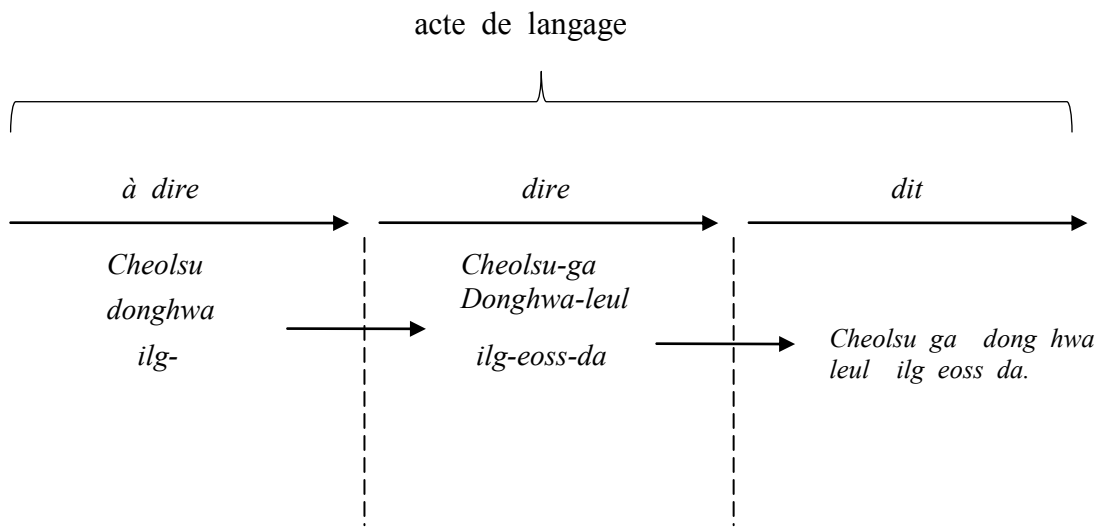 acte de langage
à dire
dire
dit
Cheolsu
donghwa
ilg-
Cheolsu-ga
Donghwa-leul
ilg-eoss-da
Cheolsu ga dong hwa
leul ilg eoss da.